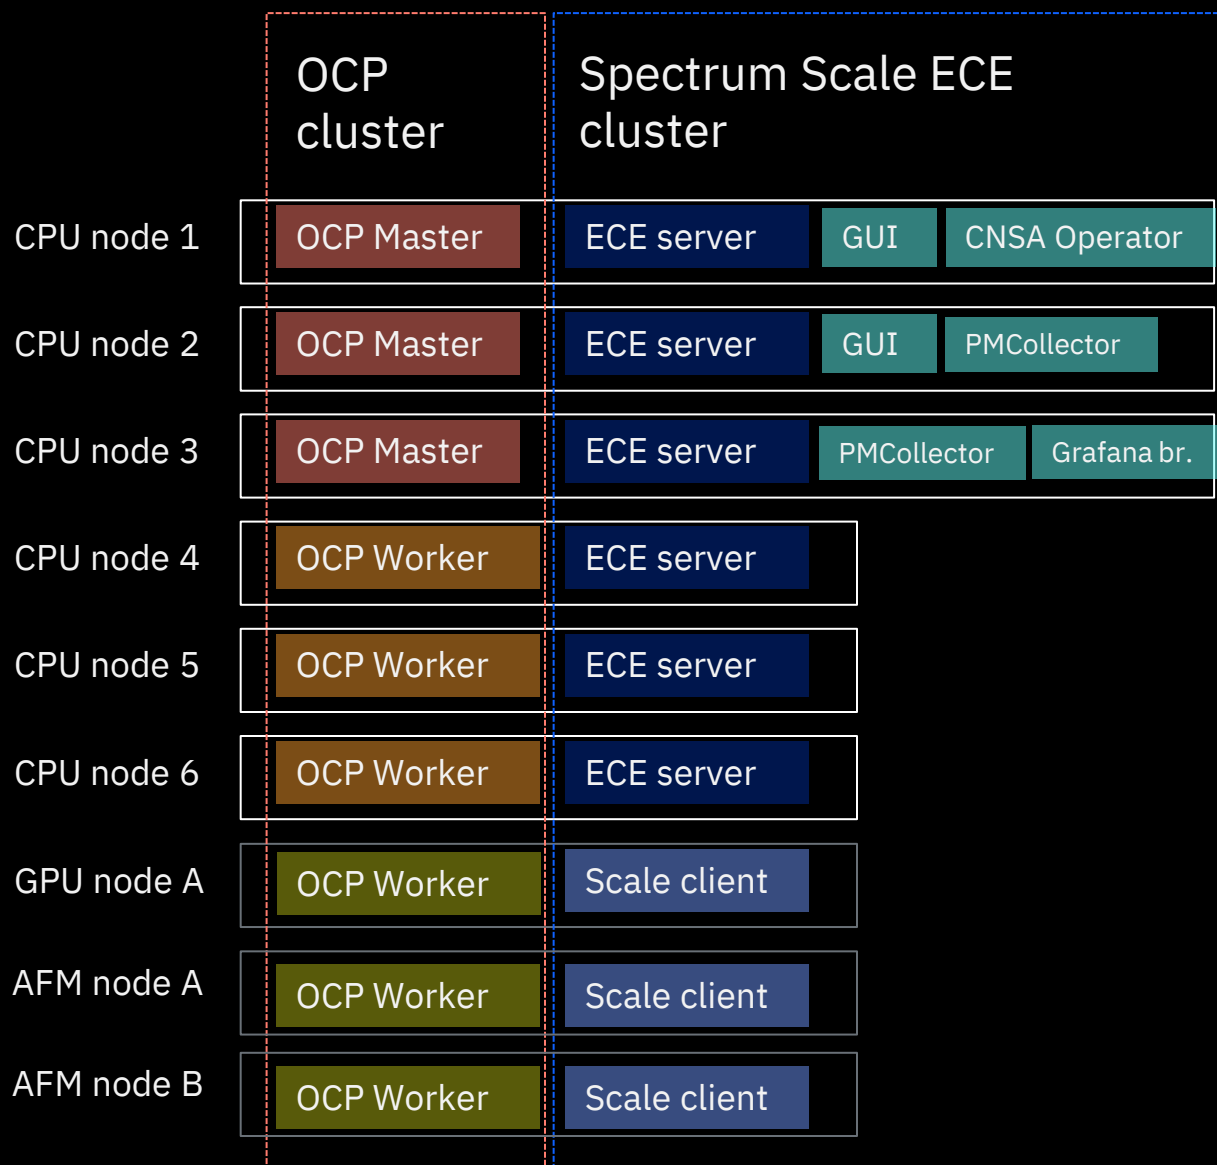 OCP
cluster
Spectrum Scale ECE
cluster
CPU node 1 OCP Master ECE server GUI CNSA Operator
CPU node 2 OCP Master ECE server GUI PMCollector
CPU node 3 OCP Master ECE server PMCollector Grafana br.
CPU node 4 OCP Worker ECE server
CPU node 5 OCP Worker ECE server
CPU node 6 OCP Worker ECE server
GPU node A OCP Worker Scale client
AFM node A OCP Worker Scale client
AFM node B OCP Worker Scale client